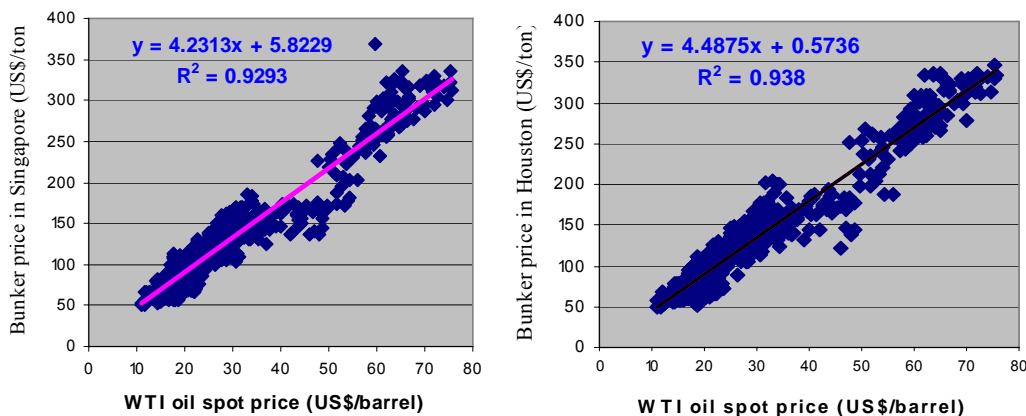 Bunker price in Singapore (US$/ton
400
350
300
250
200
150
100
50
0
y = 4.2313x + 5.8229
R² = 0.9293
0 10 20 30 40 50 60 70 80
WTI oil spot price (US$/barrel)
Bunker price in Houston (US$/ton)
400
350
300
250
200
150
100
50
0
y = 4.4875x + 0.5736
R² = 0.938
0 10 20 30 40 50 60 70 80
WTI oil spot price (US$/barrel)